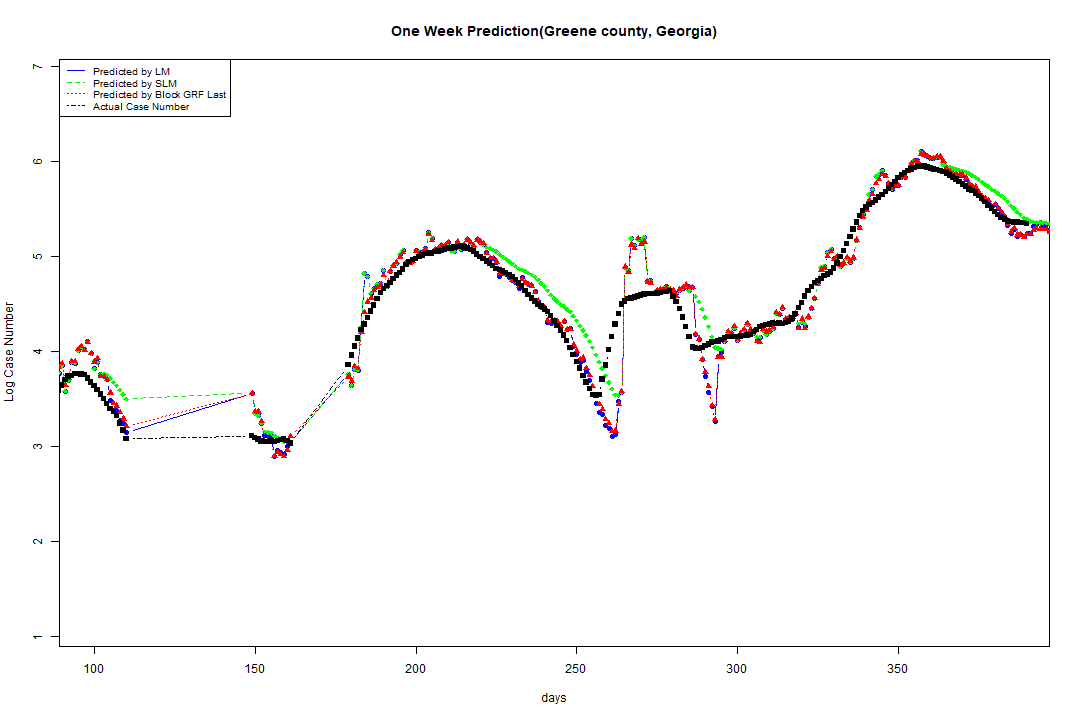 One Week Prediction(Greene county, Georgia)
Predicted by LM
Predicted by SLM
Predicted by Block GRF Last
Actual Case Number
Log Case Number
7
6
5
4
3
2
1
100 150 200 250 300 350
days